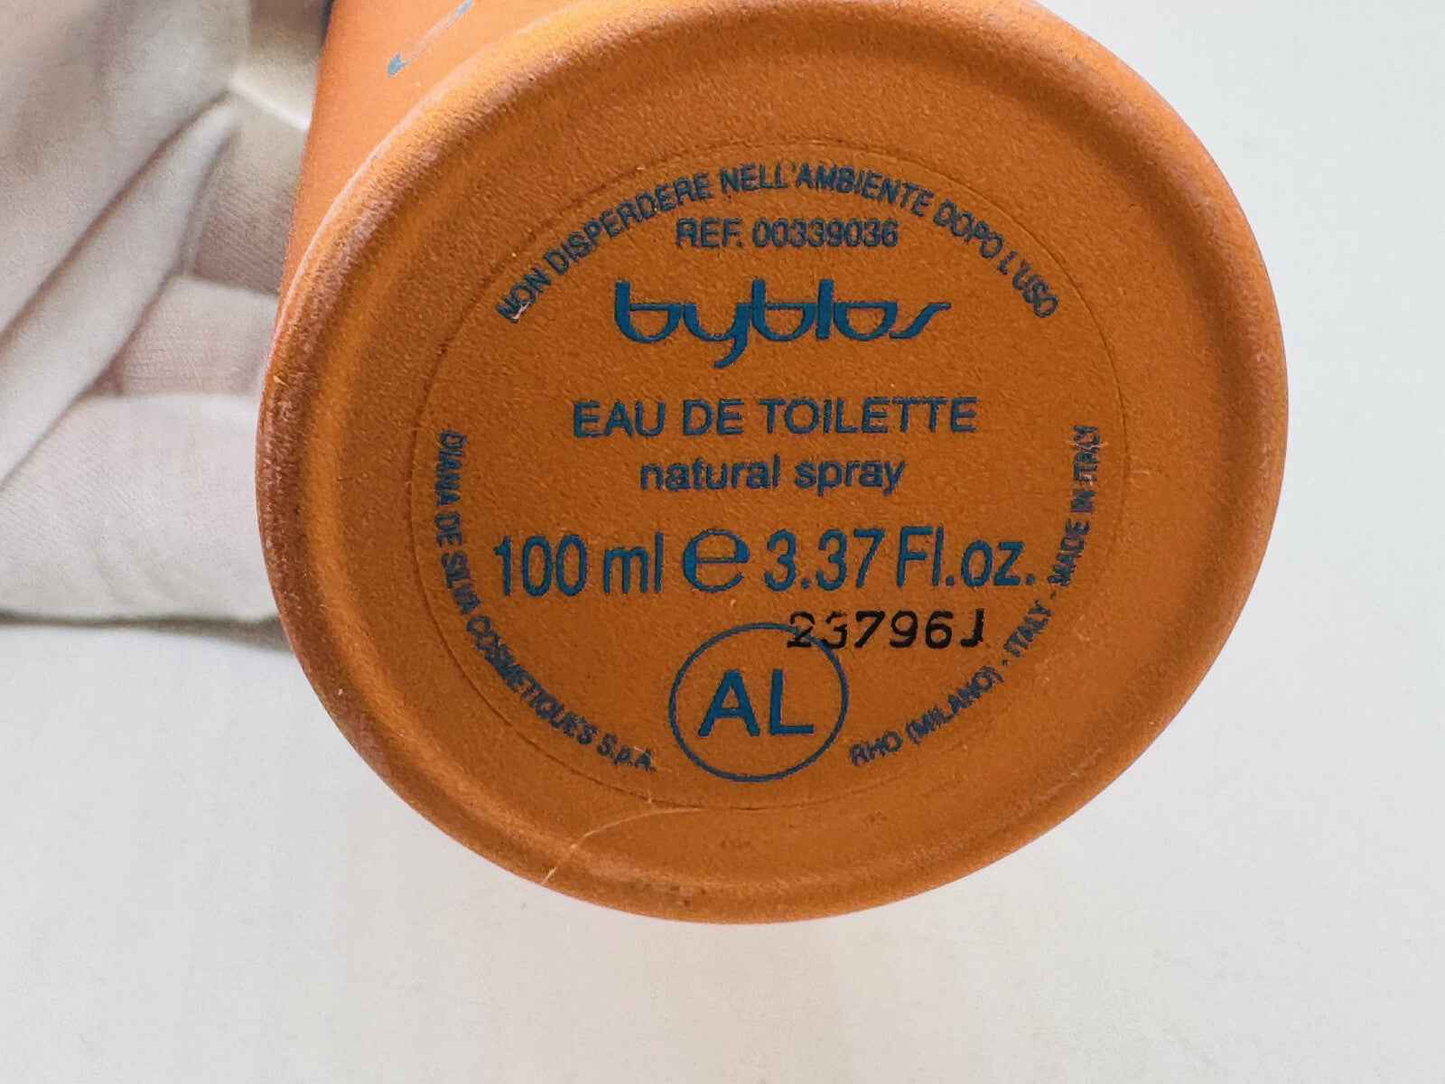 NON DISPERDERE NELL'AMBIENTE DOPO L'USO
REF. 00339036
byblos
EAU DE TOILETTE
natural spray
100 ml e 3.37 Fl.oz.
23796J
AL
DIANA DE SILVA COSMETIQUES S.p.A. RHO (MILANO) - ITALY - MADE IN ITALY